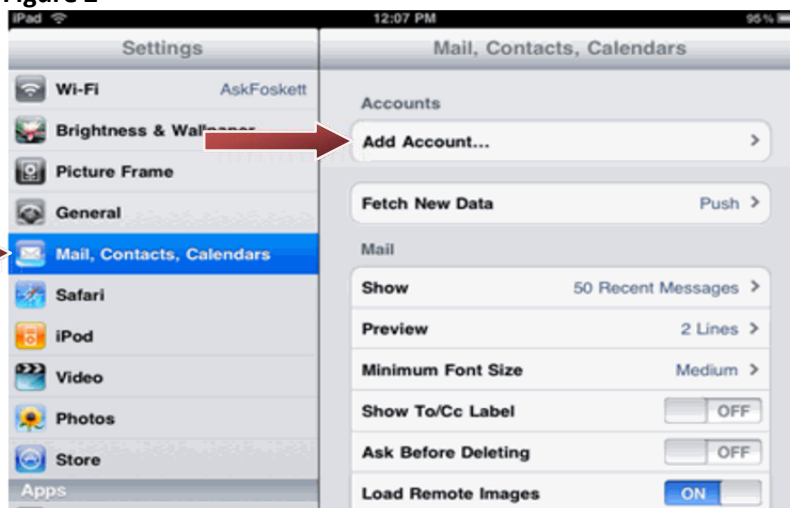 Figure 2
iPad 12:07 PM 95%
Settings
Wi-Fi AskFoskett
Brightness & Wallpaper
Picture Frame
General
Mail, Contacts, Calendars
Safari
iPod
Video
Photos
Store
Apps
Mail, Contacts, Calendars
Accounts
Add Account...
Fetch New Data Push
Mail
Show 50 Recent Messages
Preview 2 Lines
Minimum Font Size Medium
Show To/Cc Label OFF
Ask Before Deleting OFF
Load Remote Images ON